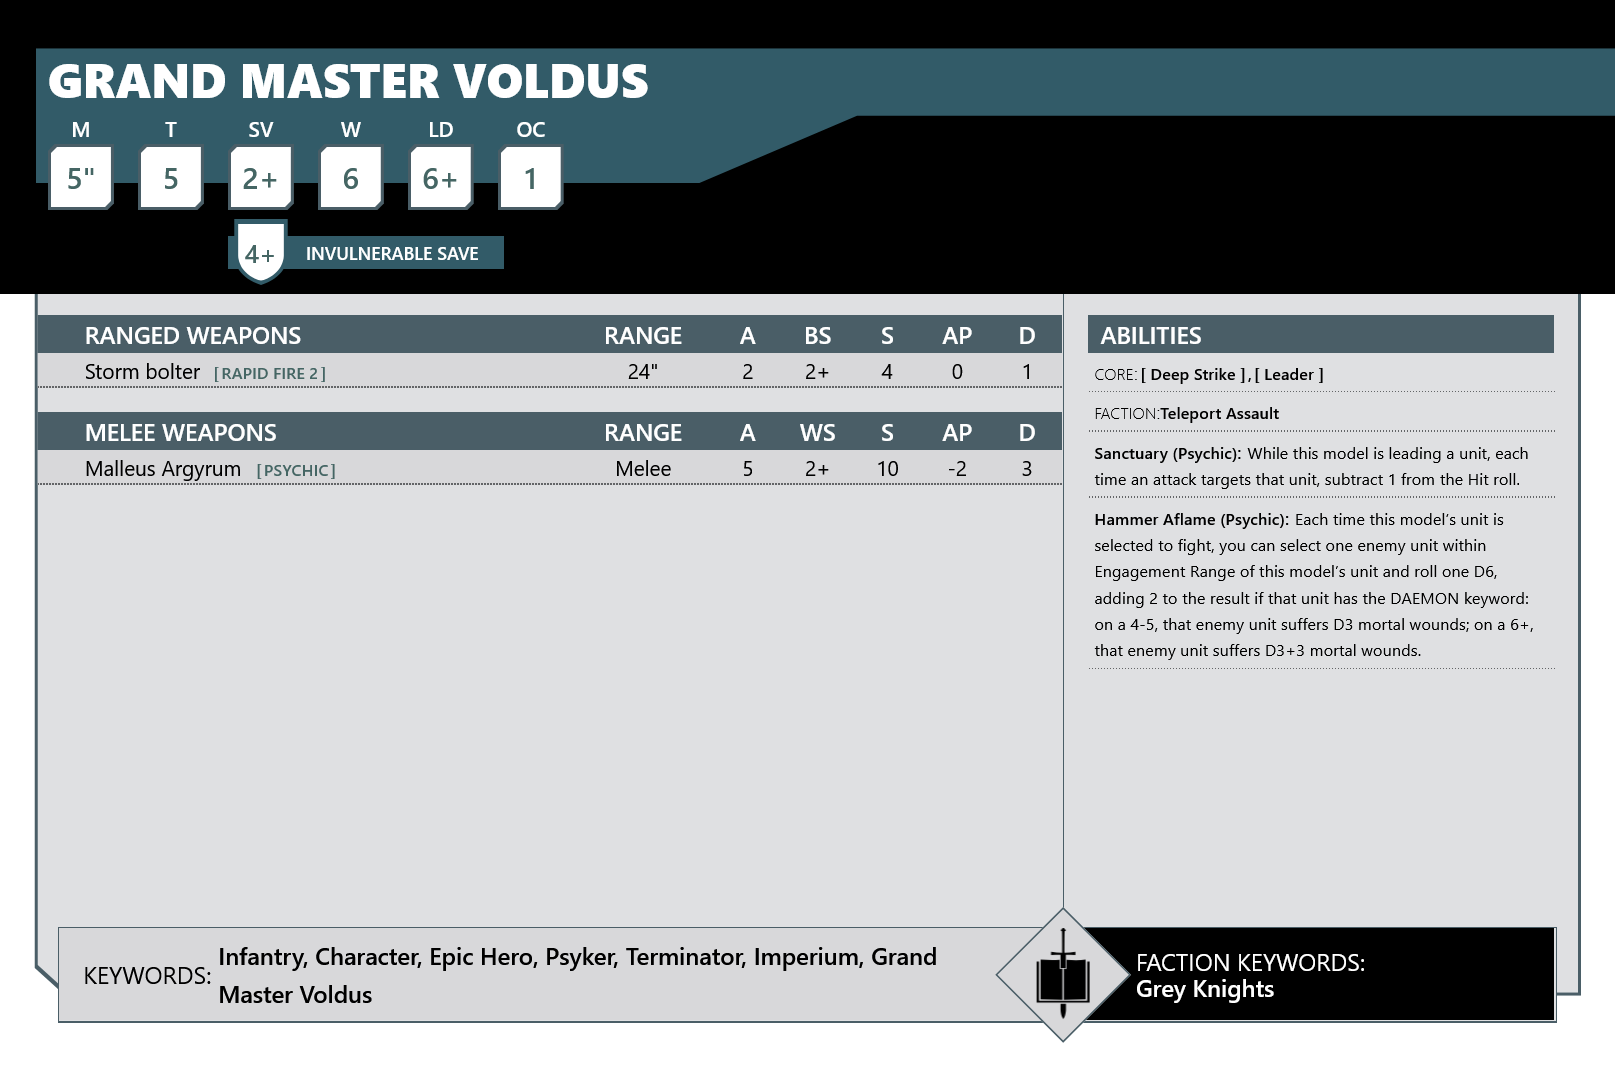 GRAND MASTER VOLDUS
M T SV W LD OC
5" 5 2+ 6 6+ 1
4+ INVULNERABLE SAVE
RANGED WEAPONS RANGE A BS S AP D
Storm bolter [RAPID FIRE 2] 24" 2 2+ 4 0 1
MELEE WEAPONS RANGE A WS S AP D
Malleus Argyrum [PSYCHIC] Melee 5 2+ 10 -2 3
ABILITIES
CORE: [ Deep Strike ] , [ Leader ]
FACTION:Teleport Assault
Sanctuary (Psychic): While this model is leading a unit, each
time an attack targets that unit, subtract 1 from the Hit roll.
Hammer Aflame (Psychic): Each time this model’s unit is
selected to fight, you can select one enemy unit within
Engagement Range of this model’s unit and roll one D6,
adding 2 to the result if that unit has the DAEMON keyword:
on a 4-5, that enemy unit suffers D3 mortal wounds; on a 6+,
that enemy unit suffers D3+3 mortal wounds.
KEYWORDS: Infantry, Character, Epic Hero, Psyker, Terminator, Imperium, Grand
Master Voldus
FACTION KEYWORDS:
Grey Knights